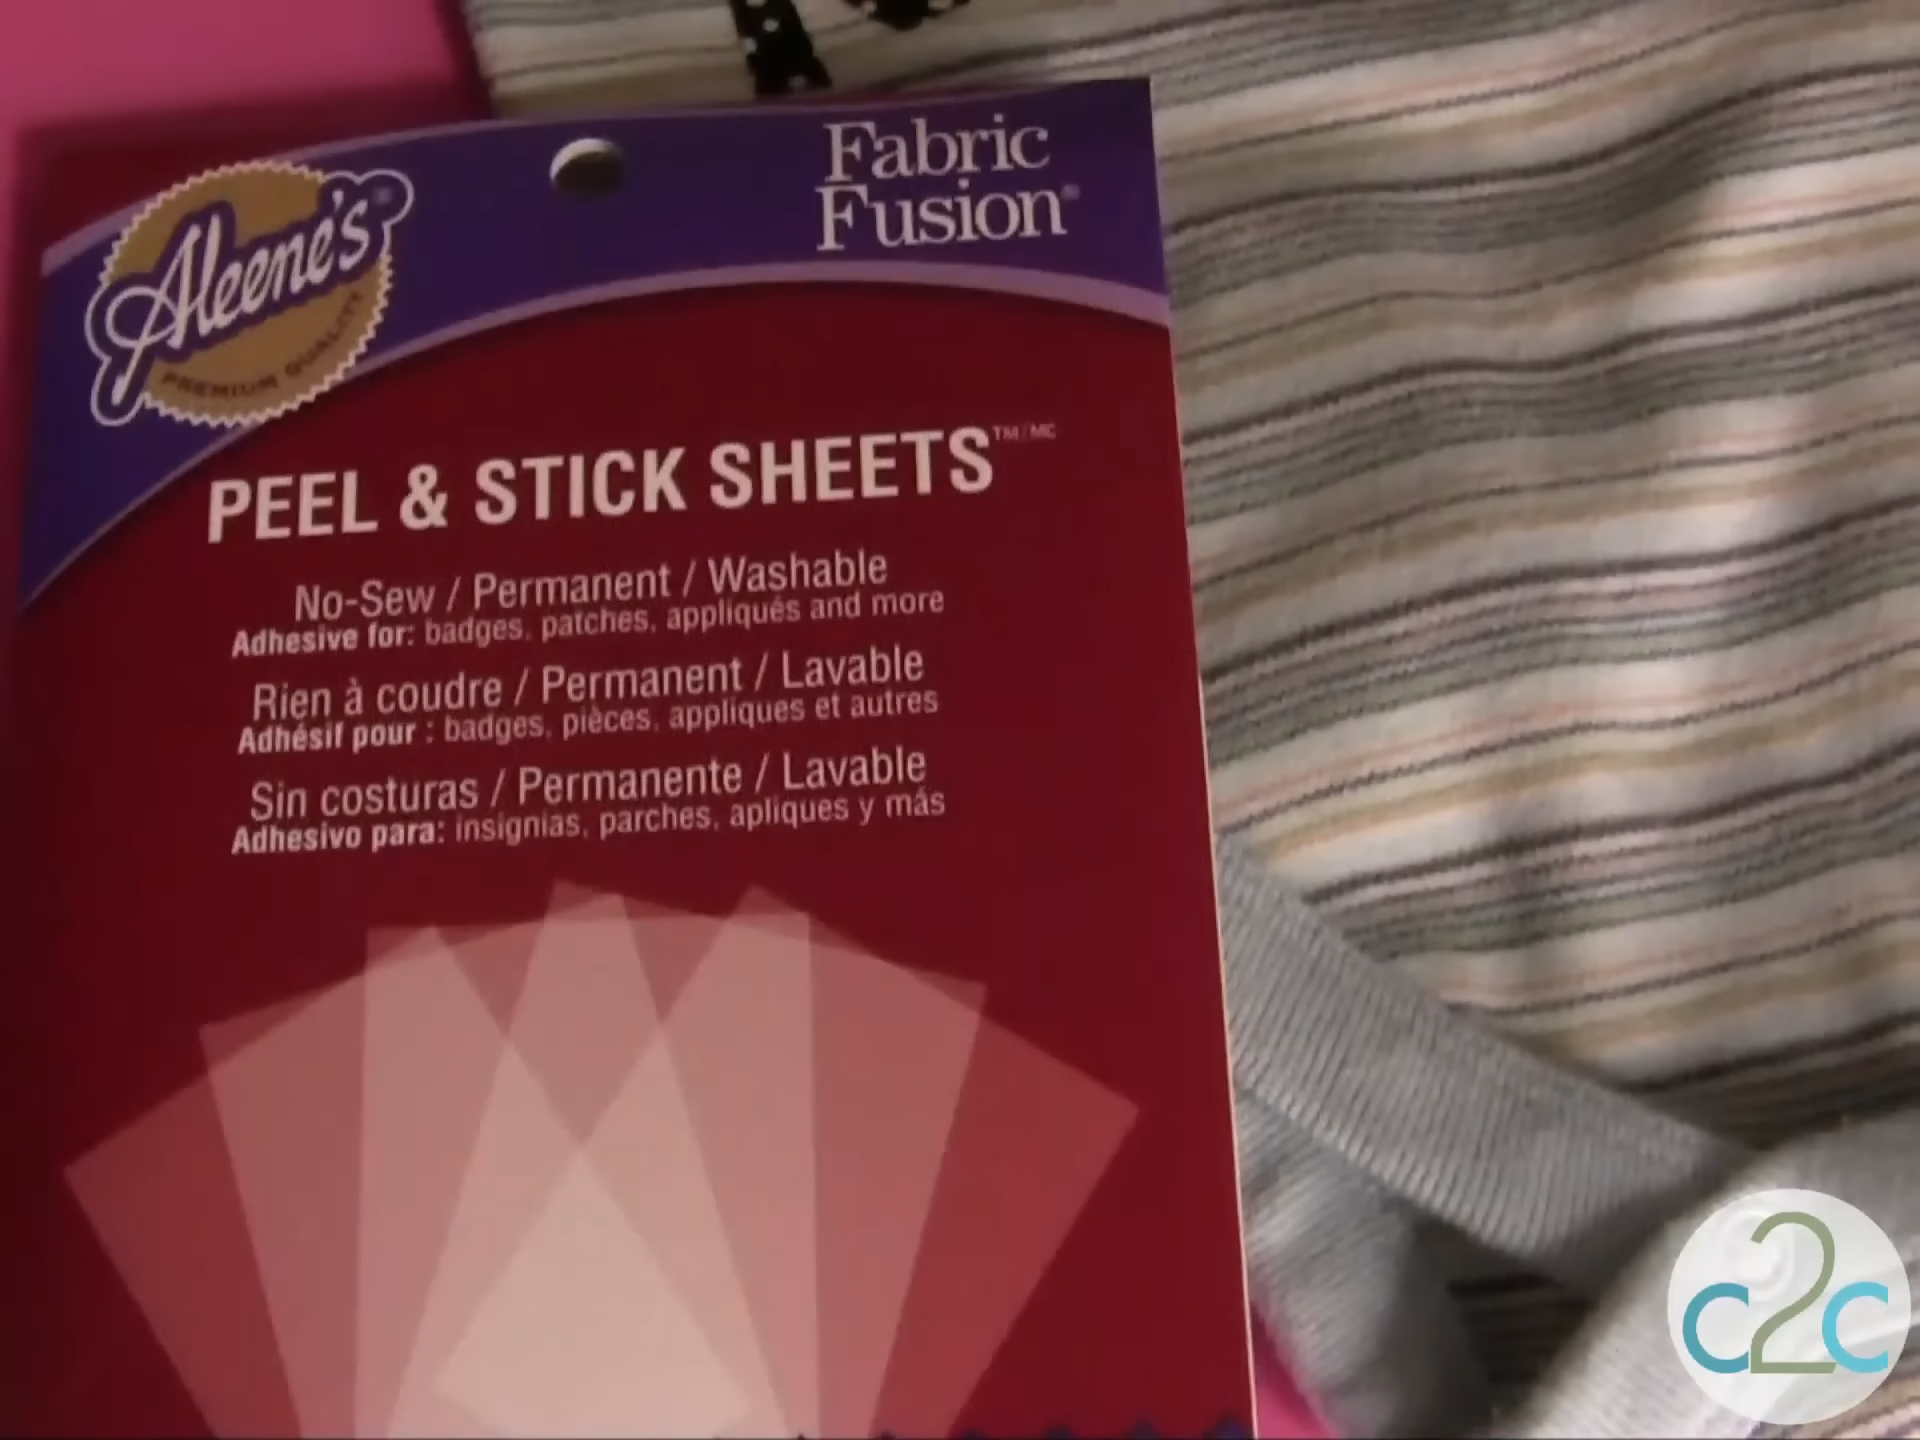 Aleene's®
PREMIUM QUALITY
Fabric
Fusion®
PEEL & STICK SHEETS™/MC
No-Sew / Permanent / Washable
Adhesive for: badges, patches, appliqués and more
Rien à coudre / Permanent / Lavable
Adhésif pour : badges, pièces, appliques et autres
Sin costuras / Permanente / Lavable
Adhesivo para: insignias, parches, apliques y más
c2c